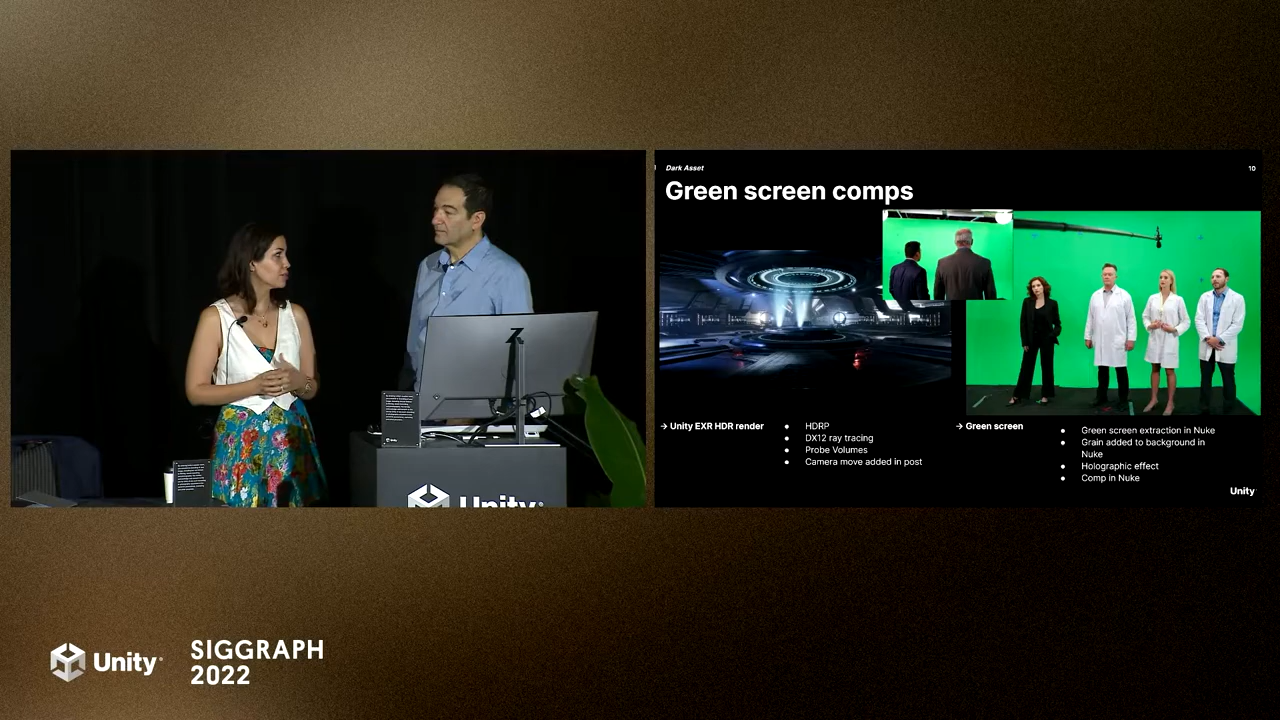 Dark Asset
10
Green screen comps
→ Unity EXR HDR render
● HDRP
● DX12 ray tracing
● Probe Volumes
● Camera move added in post
→ Green screen
● Green screen extraction in Nuke
● Grain added to background in
Nuke
● Holographic effect
● Comp in Nuke
Unity
Unity
Unity
SIGGRAPH
2022